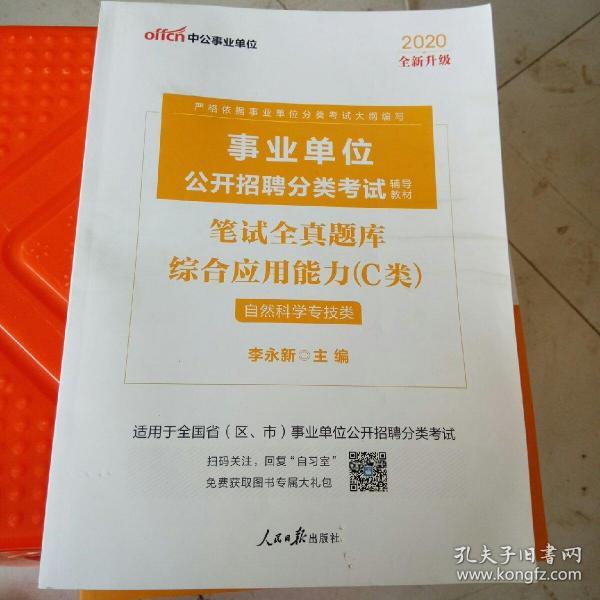 offcn 中公事业单位
2020
全新升级
严格依据事业单位分类考试大纲编写
事业单位
公开招聘分类考试 辅导教材
笔试全真题库
综合应用能力(C类)
自然科学专技类
李永新◎主 编
适用于全国省（区、市）事业单位公开招聘分类考试
扫码关注，回复“自习室”
免费获取图书专属大礼包
人民日报出版社
孔夫子旧书网
www.kongfz.com